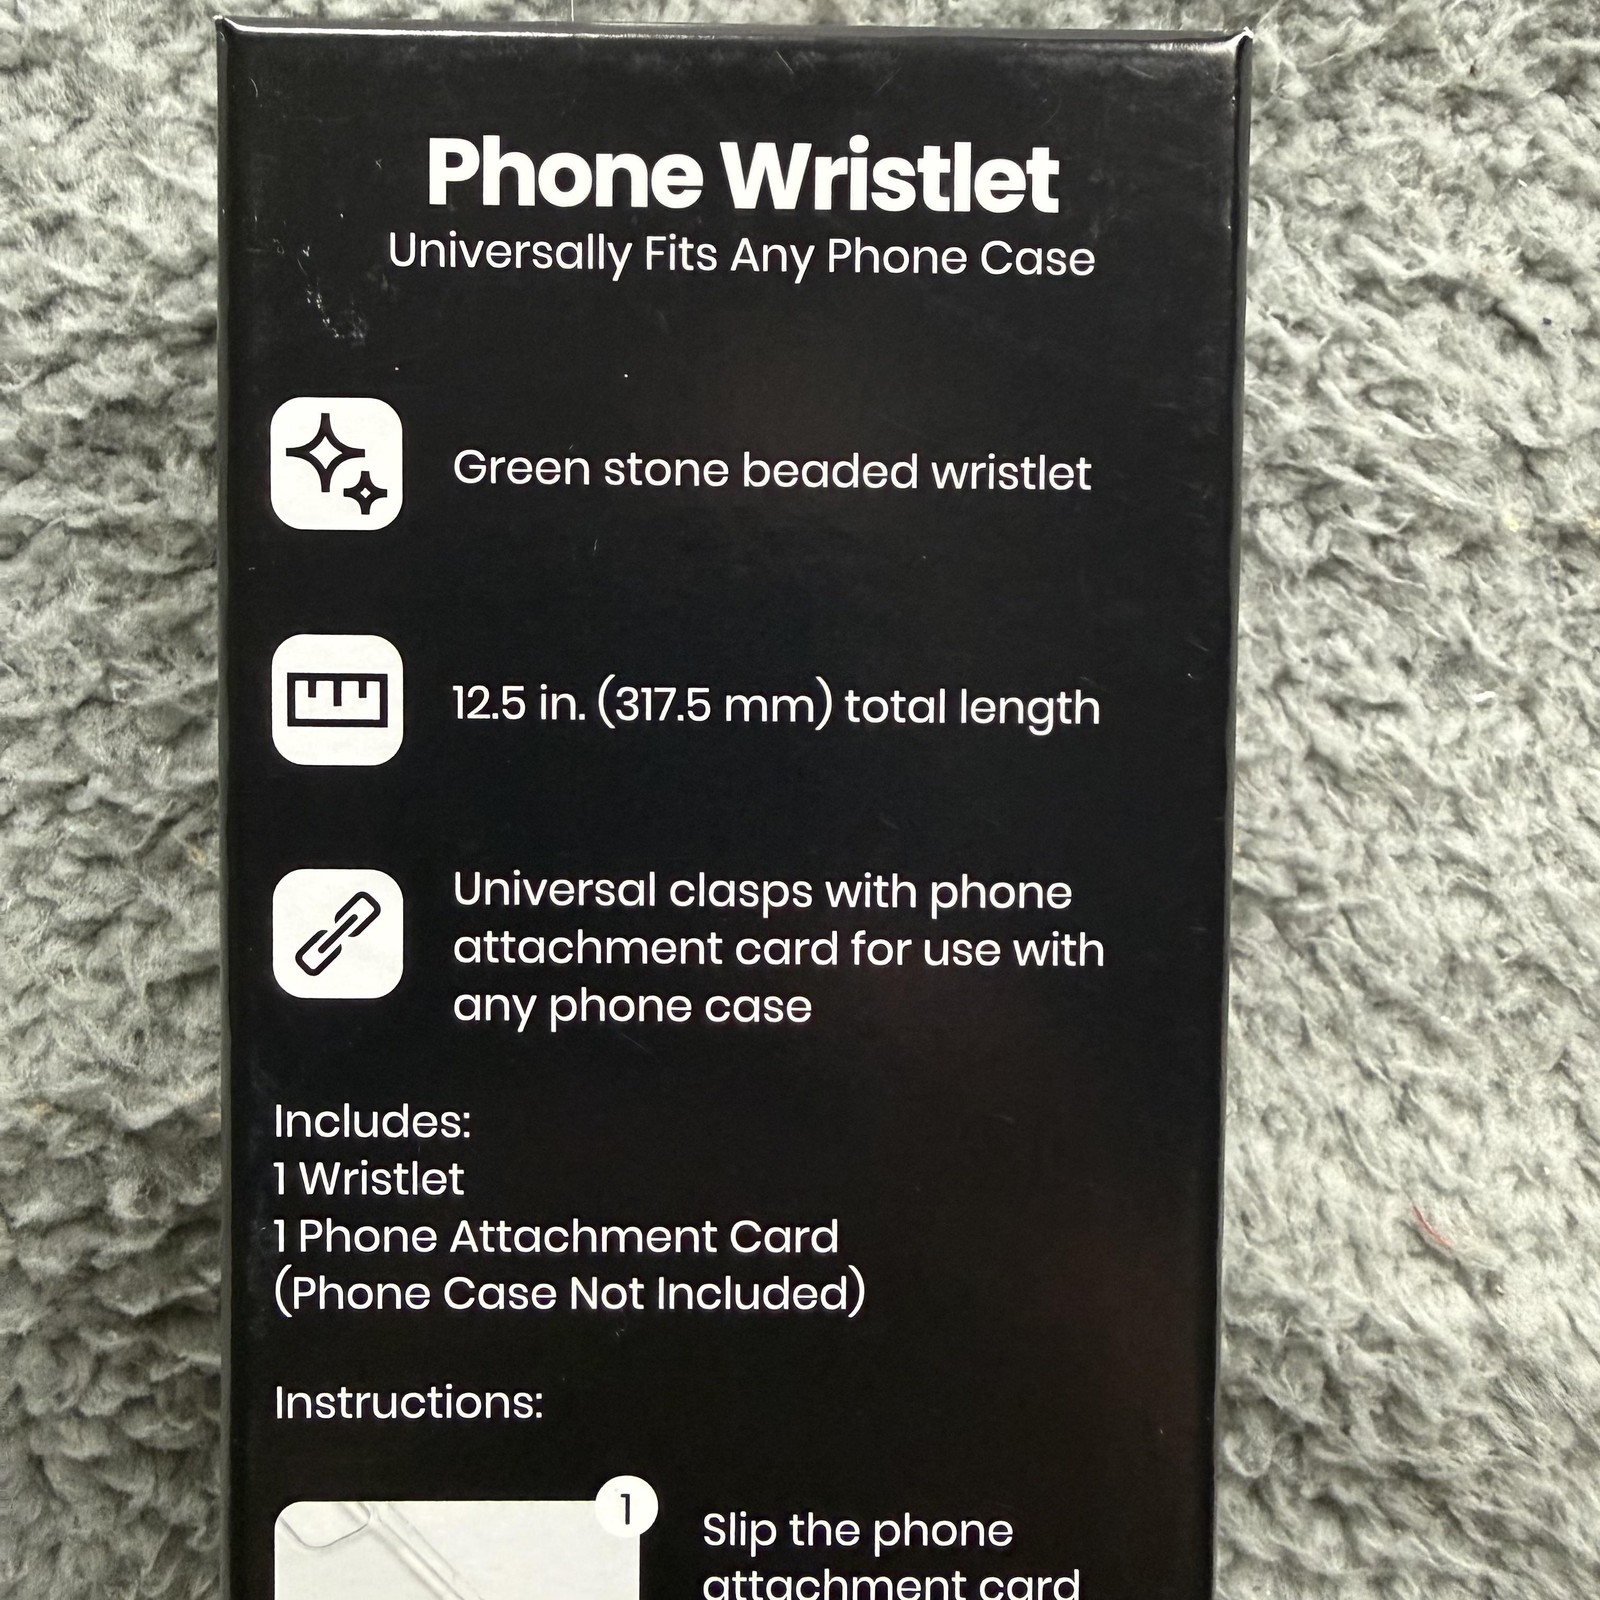 Phone Wristlet
Universally Fits Any Phone Case
Green stone beaded wristlet
12.5 in. (317.5 mm) total length
Universal clasps with phone
attachment card for use with
any phone case
Includes:
1 Wristlet
1 Phone Attachment Card
(Phone Case Not Included)
Instructions:
1
Slip the phone
attachment card